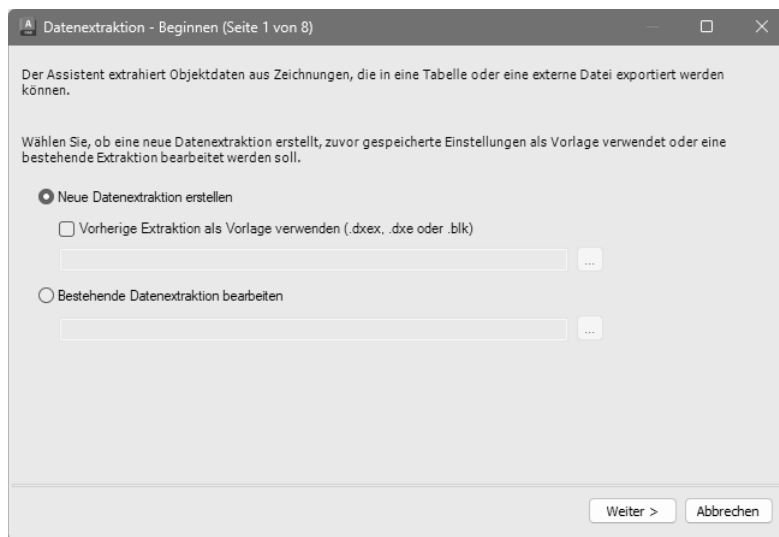 Datenextraktion - Beginnen (Seite 1 von 8)
Der Assistent extrahiert Objektdaten aus Zeichnungen, die in eine Tabelle oder eine externe Datei exportiert werden
können.
Wählen Sie, ob eine neue Datenextraktion erstellt, zuvor gespeicherte Einstellungen als Vorlage verwendet oder eine
bestehende Extraktion bearbeitet werden soll.
Neue Datenextraktion erstellen
Vorherige Extraktion als Vorlage verwenden (.dxex, .dxe oder .blk)
...
Bestehende Datenextraktion bearbeiten
...
Weiter > Abbrechen